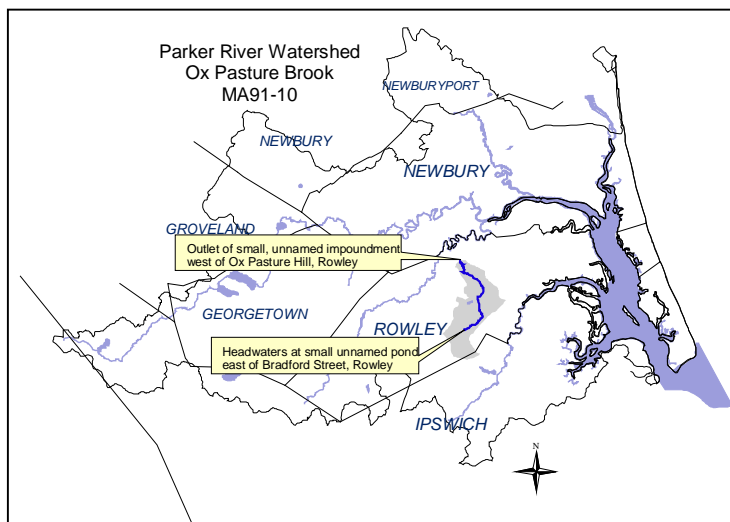 Parker River Watershed
Ox Pasture Brook
MA91-10
NEWBURYPORT
NEWBURY
NEWBURY
GROVELAND
Outlet of small, unnamed impoundment
west of Ox Pasture Hill, Rowley
GEORGETOWN
ROWLEY
Headwaters at small unnamed pond
east of Bradford Street, Rowley
IPSWICH
N